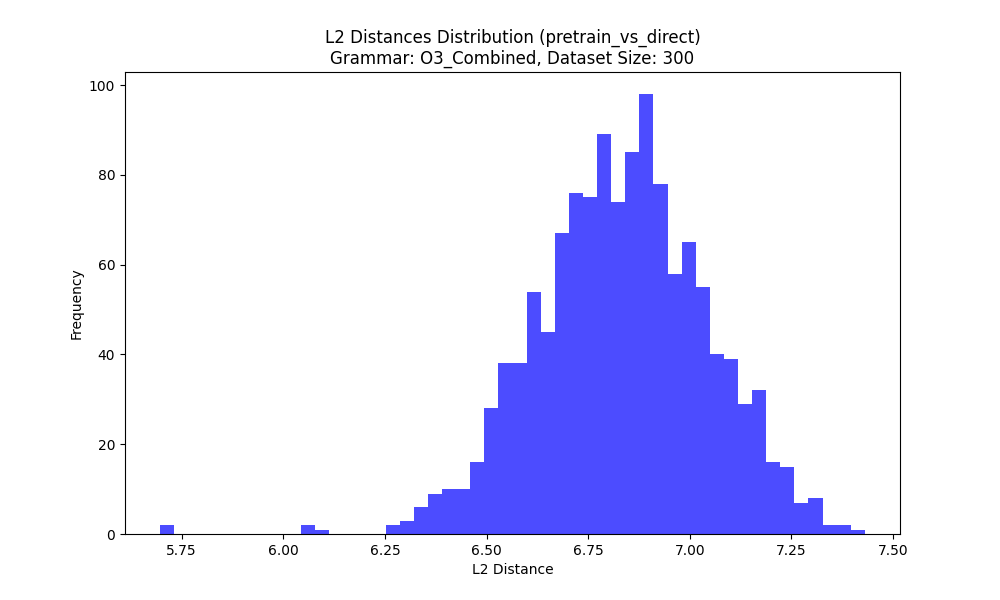 L2 Distances Distribution (pretrain_vs_direct)
Grammar: O3_Combined, Dataset Size: 300
Frequency
100
80
60
40
20
0
5.75 6.00 6.25 6.50 6.75 7.00 7.25 7.50
L2 Distance